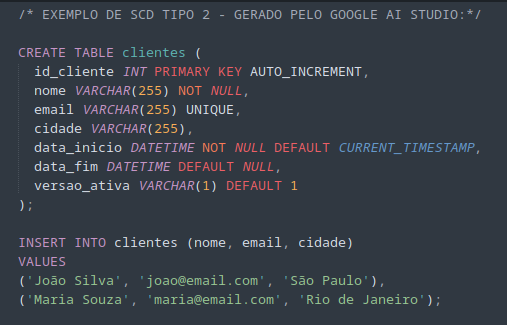 /* EXEMPLO DE SCD TIPO 2 - GERADO PELO GOOGLE AI STUDIO:*/
CREATE TABLE clientes (
id_cliente INT PRIMARY KEY AUTO_INCREMENT,
nome VARCHAR(255) NOT NULL,
email VARCHAR(255) UNIQUE,
cidade VARCHAR(255),
data_inicio DATETIME NOT NULL DEFAULT CURRENT_TIMESTAMP,
data_fim DATETIME DEFAULT NULL,
versao_ativa VARCHAR(1) DEFAULT 1
);
INSERT INTO clientes (nome, email, cidade)
VALUES
('João Silva', 'joao@email.com', 'São Paulo'),
('Maria Souza', 'maria@email.com', 'Rio de Janeiro');